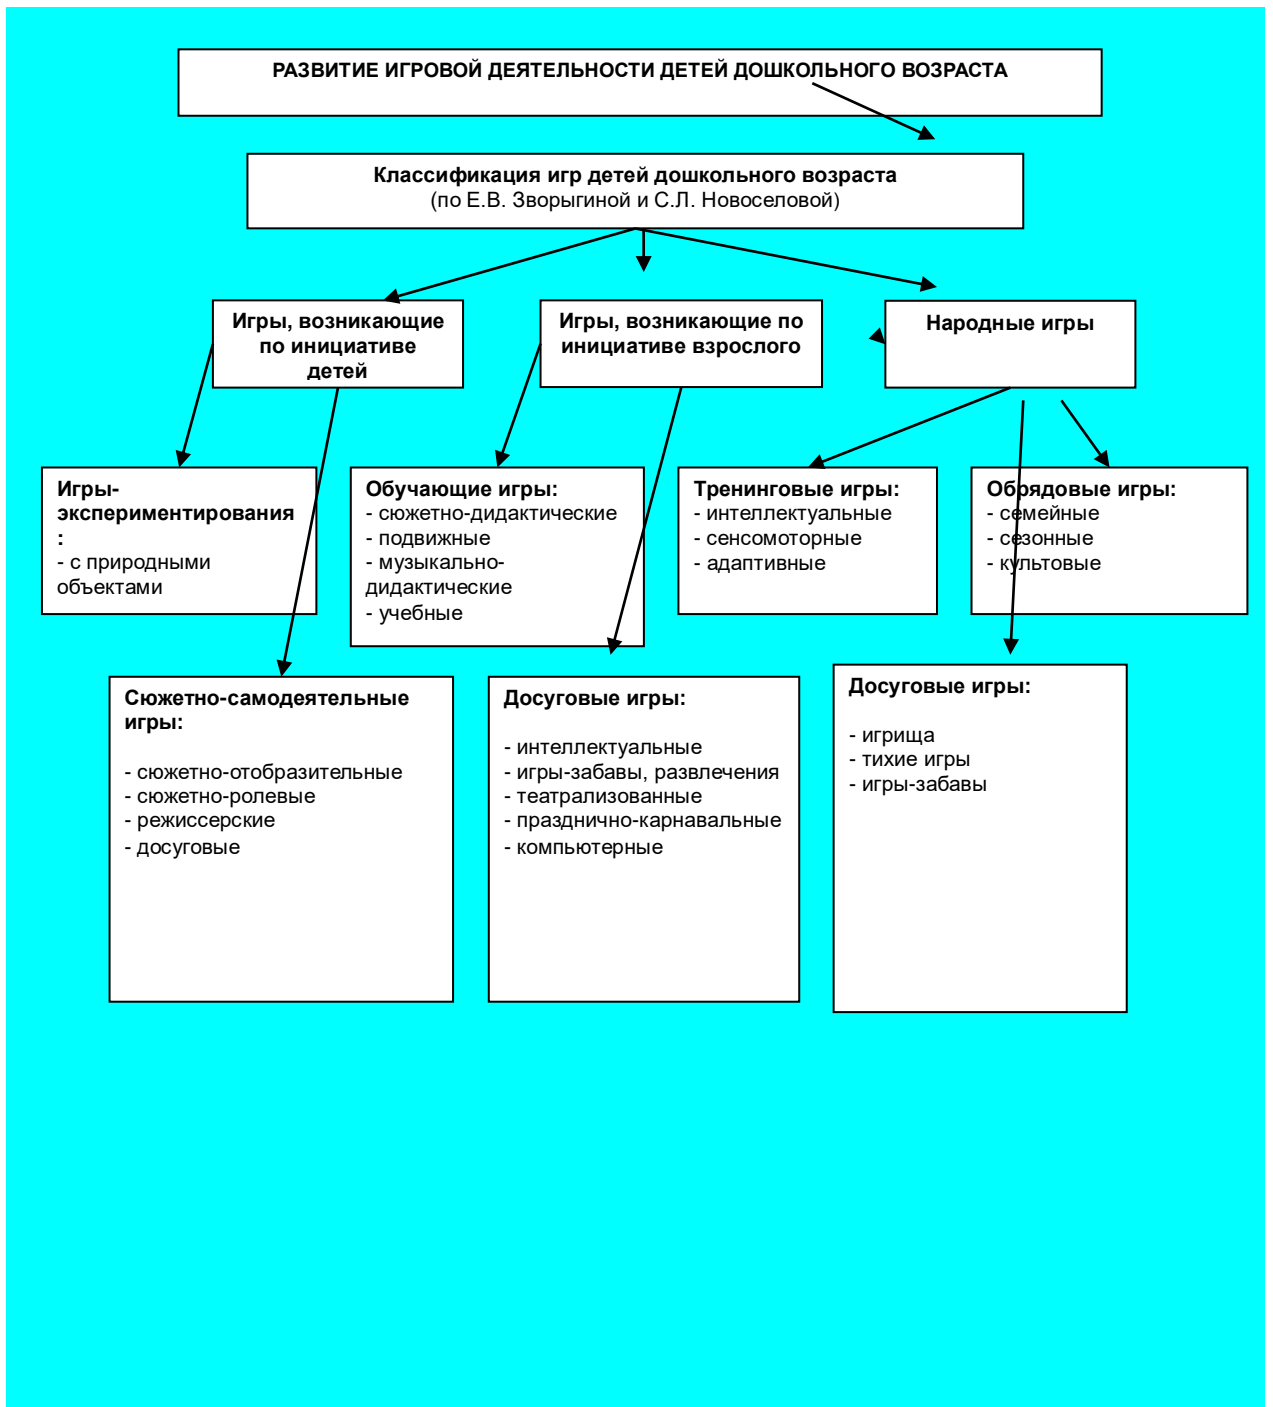 РАЗВИТИЕ ИГРОВОЙ ДЕЯТЕЛЬНОСТИ ДЕТЕЙ ДОШКОЛЬНОГО ВОЗРАСТА
Классификация игр детей дошкольного возраста
(по Е.В. Зворыгиной и С.Л. Новоселовой)
Игры, возникающие
по инициативе
детей
Игры, возникающие по
инициативе взрослого
Народные игры
Игры-
экспериментирования
:
- с природными
объектами
Обучающие игры:
- сюжетно-дидактические
- подвижные
- музыкально-
дидактические
- учебные
Тренинговые игры:
- интеллектуальные
- сенсомоторные
- адаптивные
Обрядовые игры:
- семейные
- сезонные
- культовые
Сюжетно-самодеятельные
игры:
- сюжетно-отобразительные
- сюжетно-ролевые
- режиссерские
- досуговые
Досуговые игры:
- интеллектуальные
- игры-забавы, развлечения
- театрализованные
- празднично-карнавальные
- компьютерные
Досуговые игры:
- игрища
- тихие игры
- игры-забавы